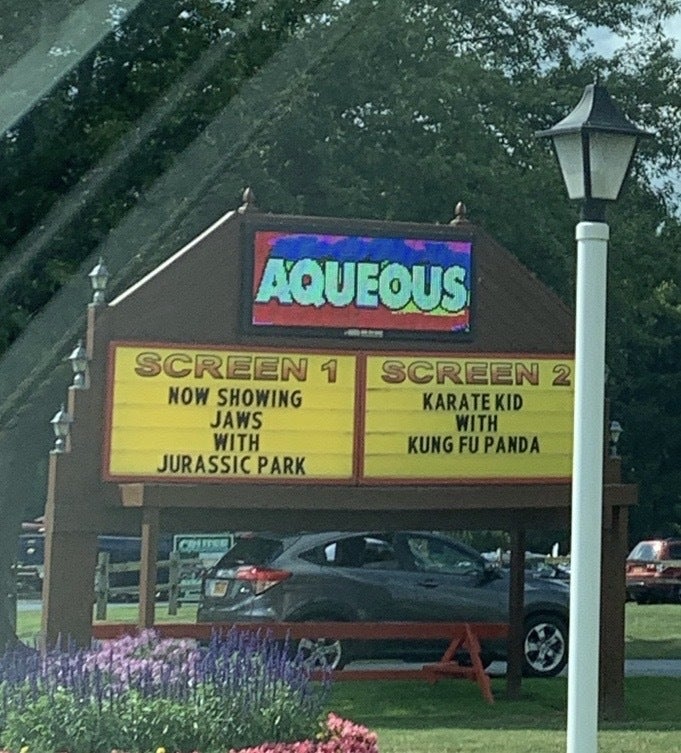 AQUEOUS
SCREEN 1
NOW SHOWING
JAWS
WITH
JURASSIC PARK
SCREEN 2
KARATE KID
WITH
KUNG FU PANDA